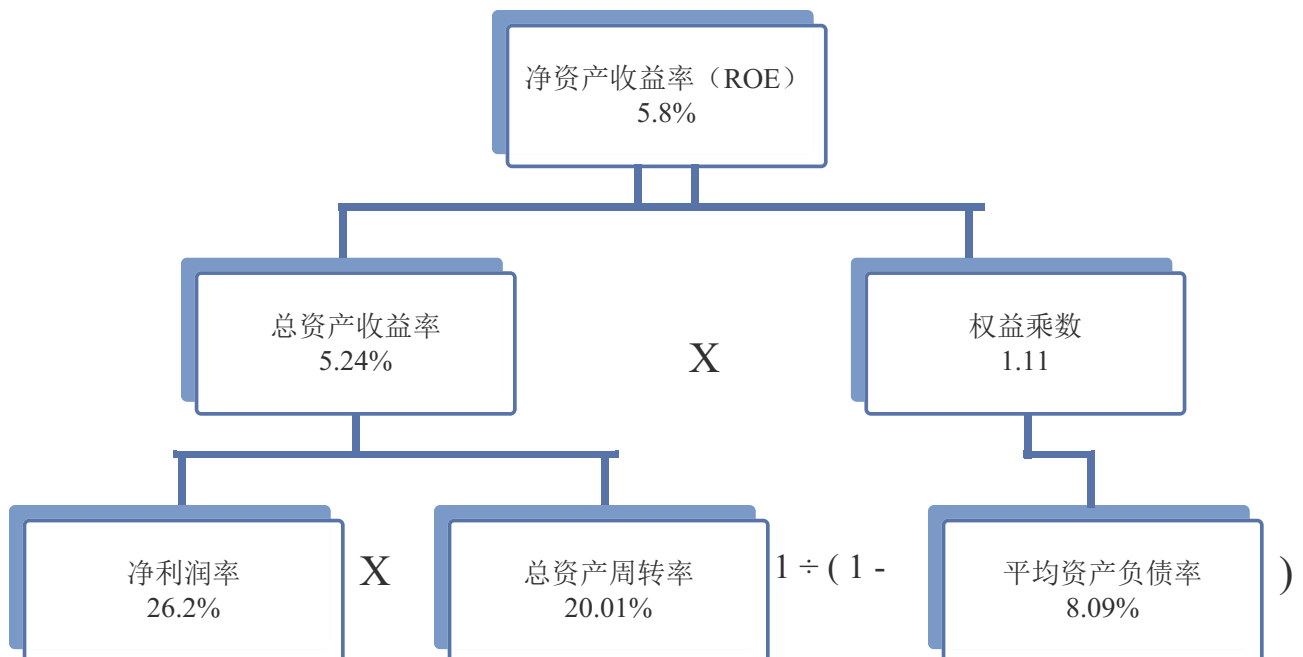 净资产收益率（ROE）
5.8%
总资产收益率
5.24%
X
权益乘数
1.11
净利润率
26.2%
X
总资产周转率
20.01%
1 ÷ ( 1 -
平均资产负债率
8.09%
)